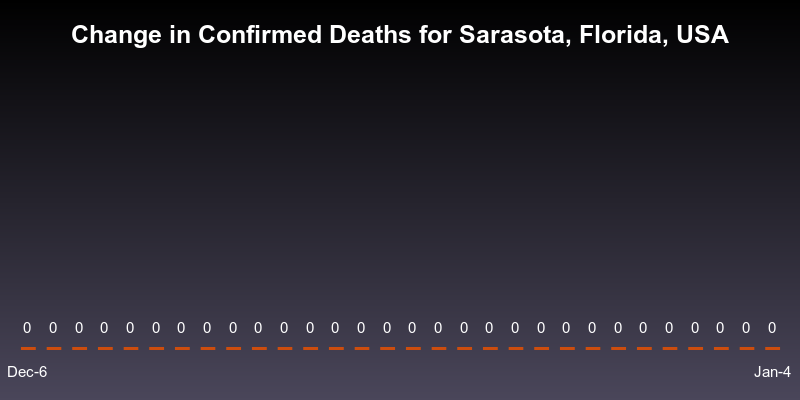 Change in Confirmed Deaths for Sarasota, Florida, USA
0 0 0 0 0 0 0 0 0 0 0 0 0 0 0 0 0 0 0 0 0 0 0 0 0 0 0 0 0 0
Dec-6 Jan-4